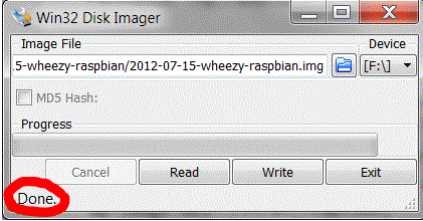 Win32 Disk Imager
Image File Device
5-wheezy-raspbian/2012-07-15-wheezy-raspbian.img [F:\]
MD5 Hash:
Progress
Cancel Read Write Exit
Done.